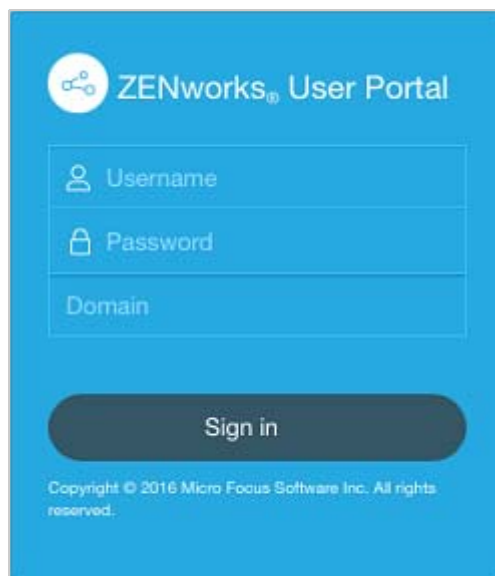 ZENworks® User Portal
Username
Password
Domain
Sign in
Copyright © 2016 Micro Focus Software Inc. All rights
reserved.